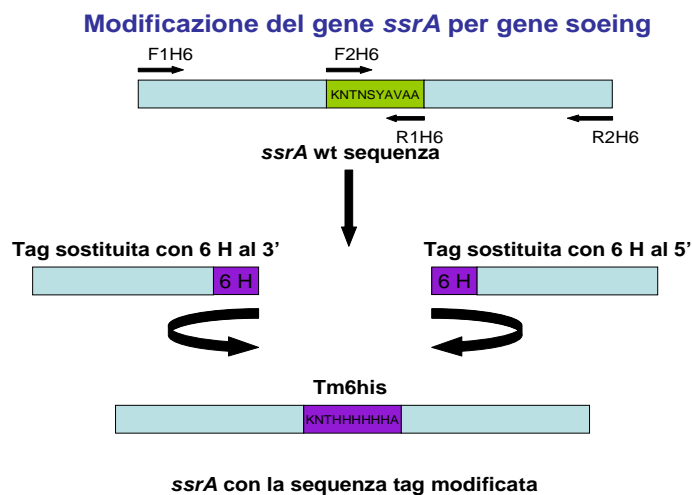 Modificazione del gene ssrA per gene soeing
F1H6
F2H6
KNTNSYAVAA
R1H6
R2H6
ssrA wt sequenza
Tag sostituita con 6 H al 3’
Tag sostituita con 6 H al 5’
6 H
6 H
Tm6his
KNTHHHHHHA
ssrA con la sequenza tag modificata